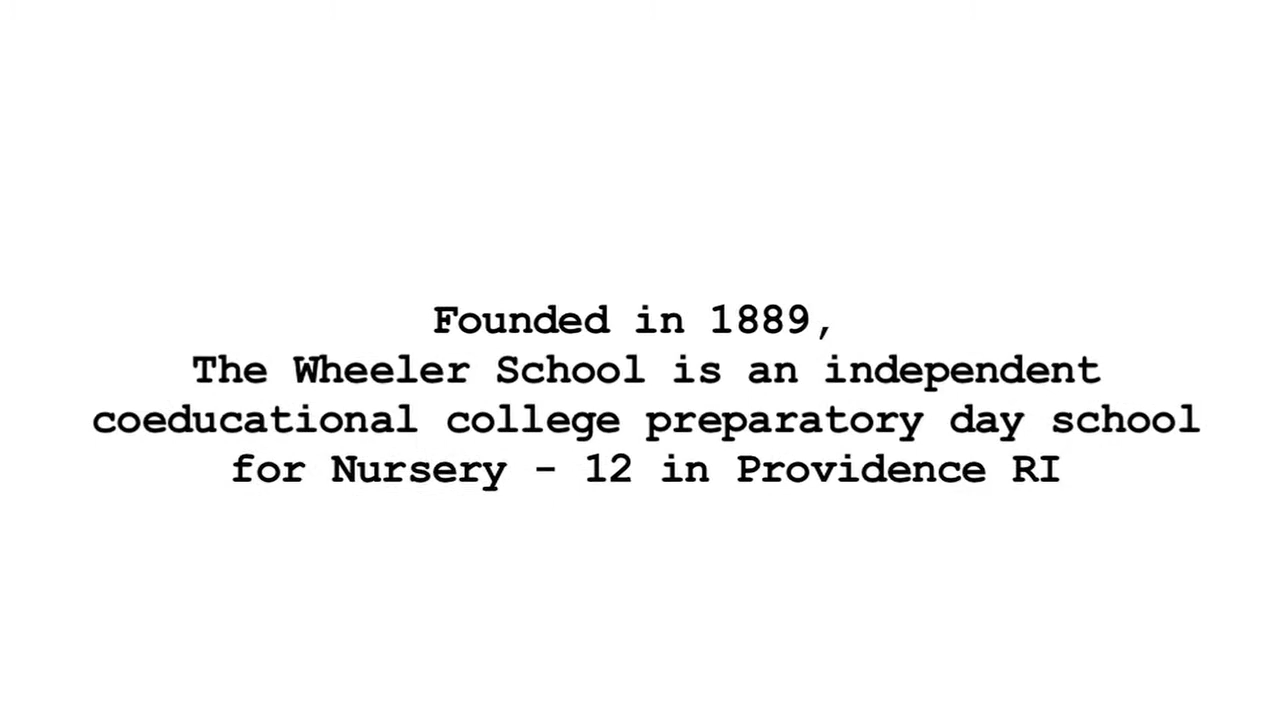 Founded in 1889,
The Wheeler School is an independent
coeducational college preparatory day school
for Nursery - 12 in Providence RI